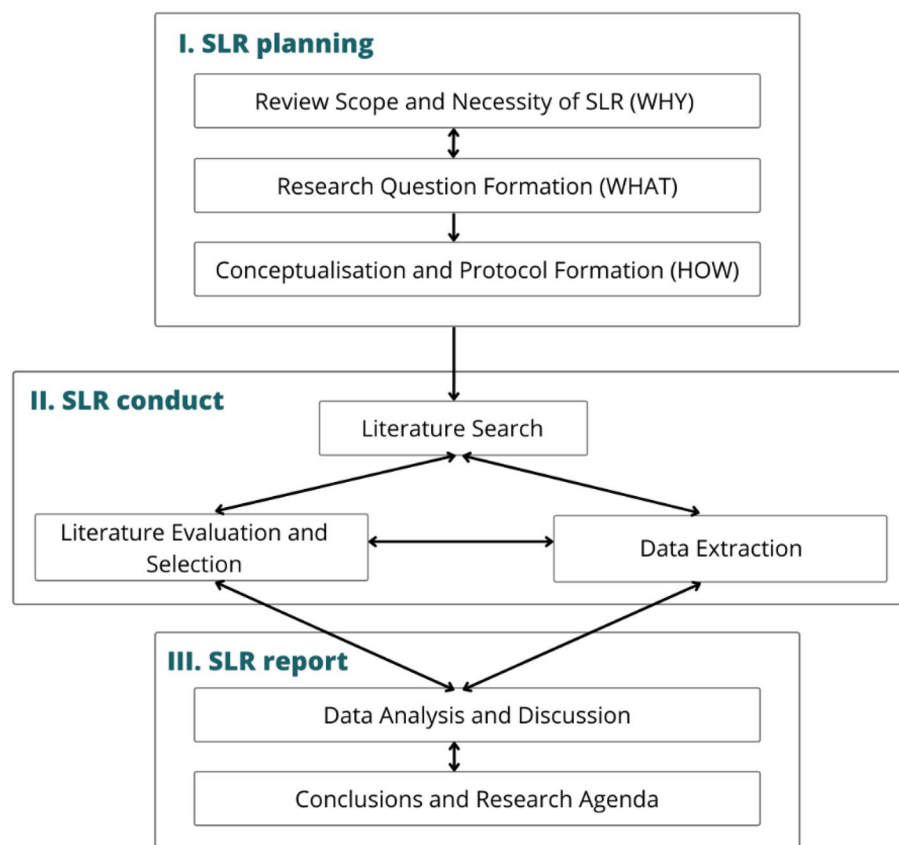 I. SLR planning
Review Scope and Necessity of SLR (WHY)
Research Question Formation (WHAT)
Conceptualisation and Protocol Formation (HOW)
II. SLR conduct
Literature Search
Literature Evaluation and
Selection
Data Extraction
III. SLR report
Data Analysis and Discussion
Conclusions and Research Agenda